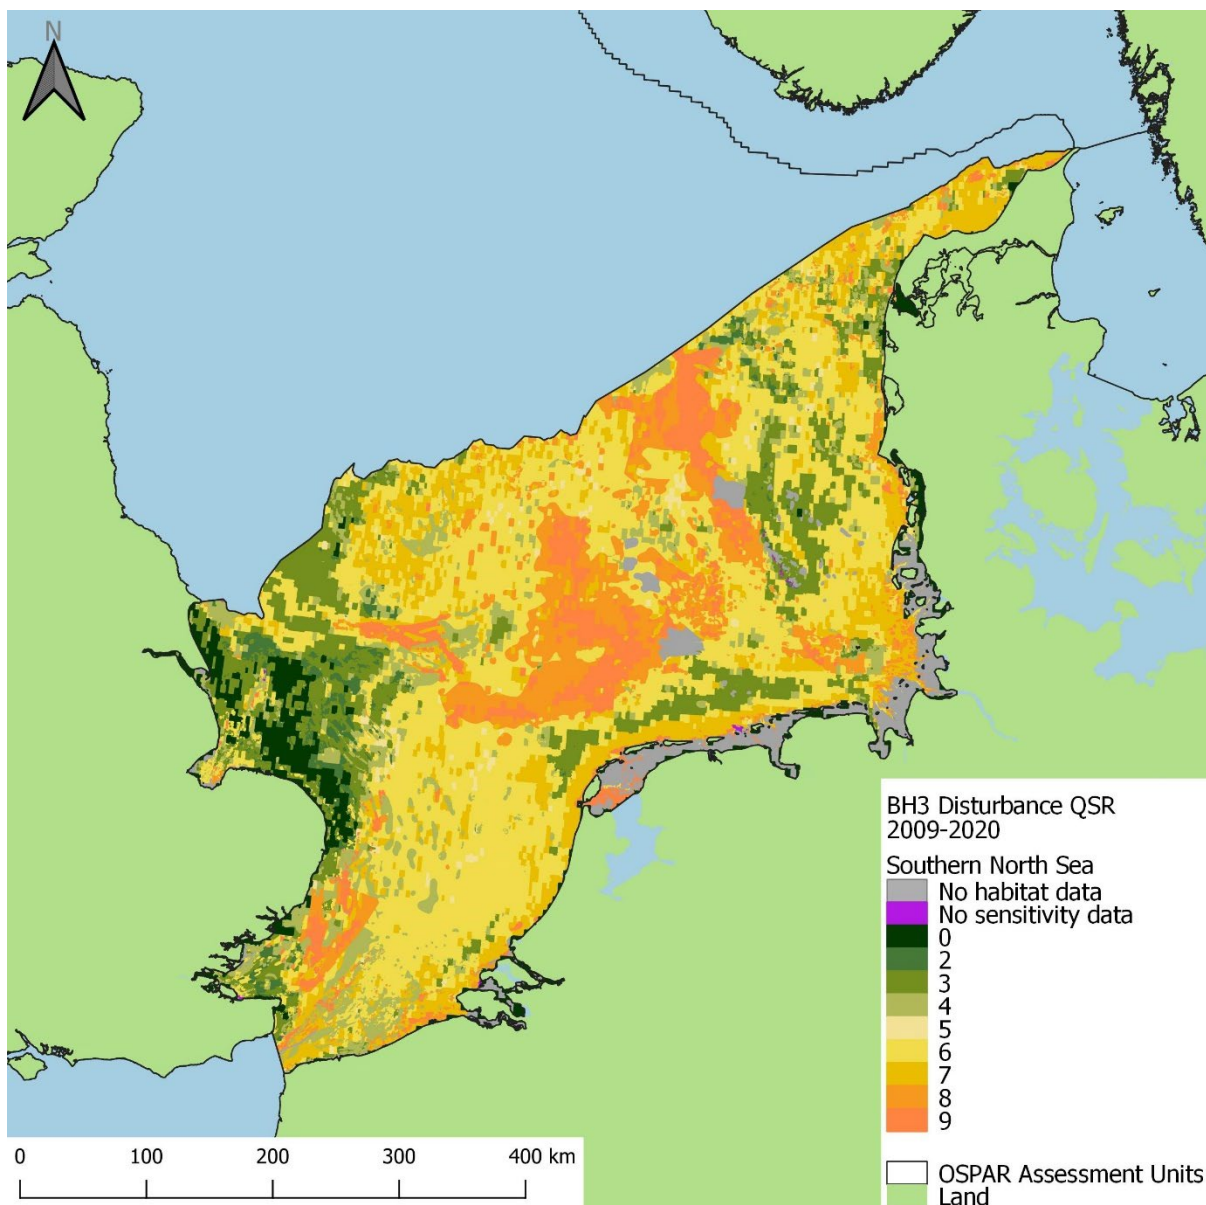 N
BH3 Disturbance QSR
2009-2020
Southern North Sea
No habitat data
No sensitivity data
0
2
3
4
5
6
7
8
9
OSPAR Assessment Units
Land
0 100 200 300 400 km